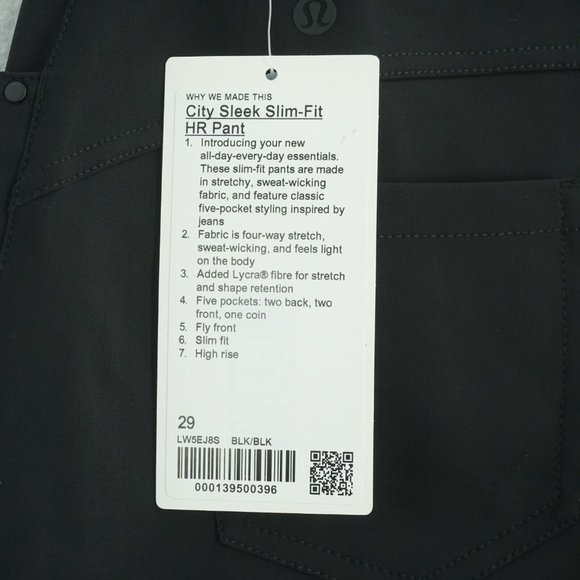 WHY WE MADE THIS
City Sleek Slim-Fit
HR Pant
1. Introducing your new
all-day-every-day essentials.
These slim-fit pants are made
in stretchy, sweat-wicking
fabric, and feature classic
five-pocket styling inspired by
jeans
2. Fabric is four-way stretch,
sweat-wicking, and feels light
on the body
3. Added Lycra® fibre for stretch
and shape retention
4. Five pockets: two back, two
front, one coin
5. Fly front
6. Slim fit
7. High rise
29
LW5EJ8S BLK/BLK
000139500396